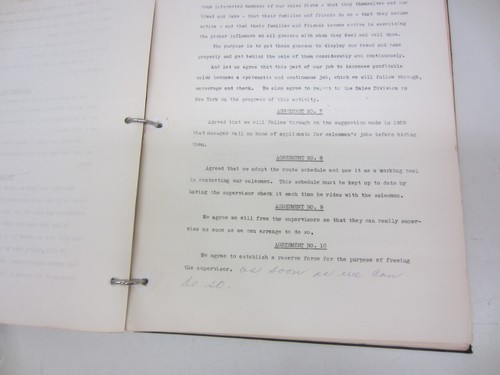 interested members of our sales force - that they themselves and our
- that their families and friends do so - that they become
active - and that their families and friends become active in exercising
the proper influence on all grocers with whom they deal and call upon.
The purpose is to get these grocers to display our brand and name
properly and get behind the sale of them consistently and continuously.
And let us agree that this part of our job to increase profitable
sales becomes a systematic and continuous job, which we will follow through,
encourage and check. We also agree to report to the Sales Division in
New York on the progress of this activity.
AGREEMENT NO. 7
Agreed that we will follow through on the suggestion made in
that manager call on home of applicants for salesman's jobs before hiring
them.
AGREEMENT NO. 8
Agreed that we adopt the route schedule and use it as a working tool
in contacting our salesmen. This schedule must be kept up to date by
having the supervisor check it each time he rides with the salesman.
AGREEMENT NO. 9
We agree we will free the supervisors so that they can really super-
vise as soon as we can arrange to do so.
AGREEMENT NO. 10
We agree to establish a reserve force for the purpose of freeing
the supervisor. as soon as we can
do so.